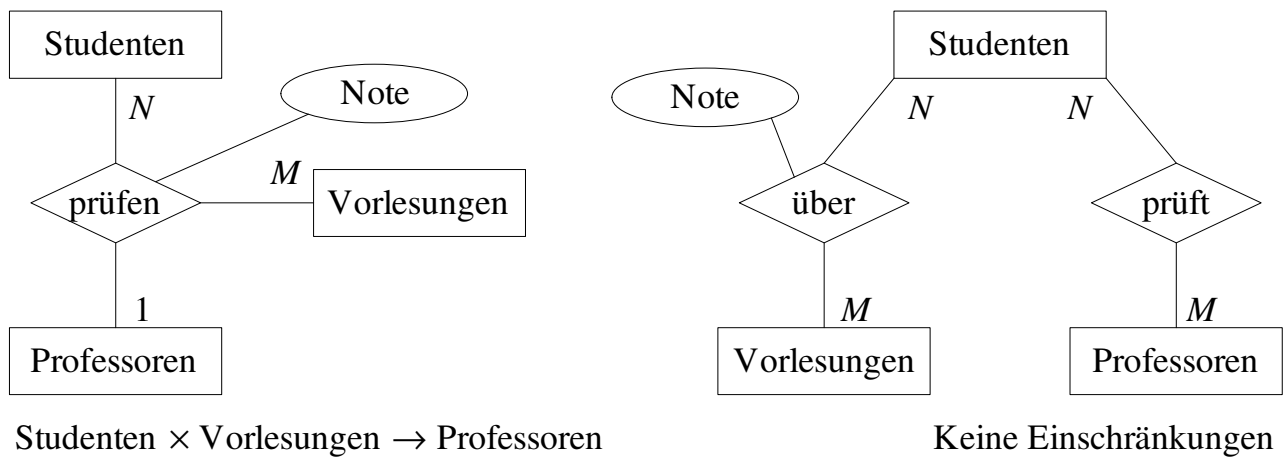 Studenten
N
Note
prüfen
M
Vorlesungen
1
Professoren
Studenten × Vorlesungen → Professoren
Studenten
Note
N
N
über
prüft
M
M
Vorlesungen
Professoren
Keine Einschränkungen